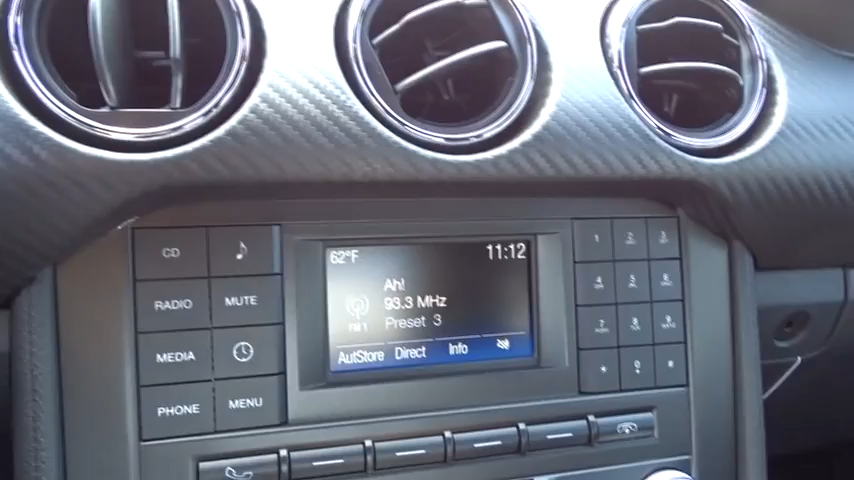 CD
RADIO
MUTE
MEDIA
PHONE
MENU
62°F
11:12
Ah!
93.3 MHz
Preset 3
FM 1
AutStore
Direct
Info
1
2
3
4
5
6
7
8
9
*
0
#